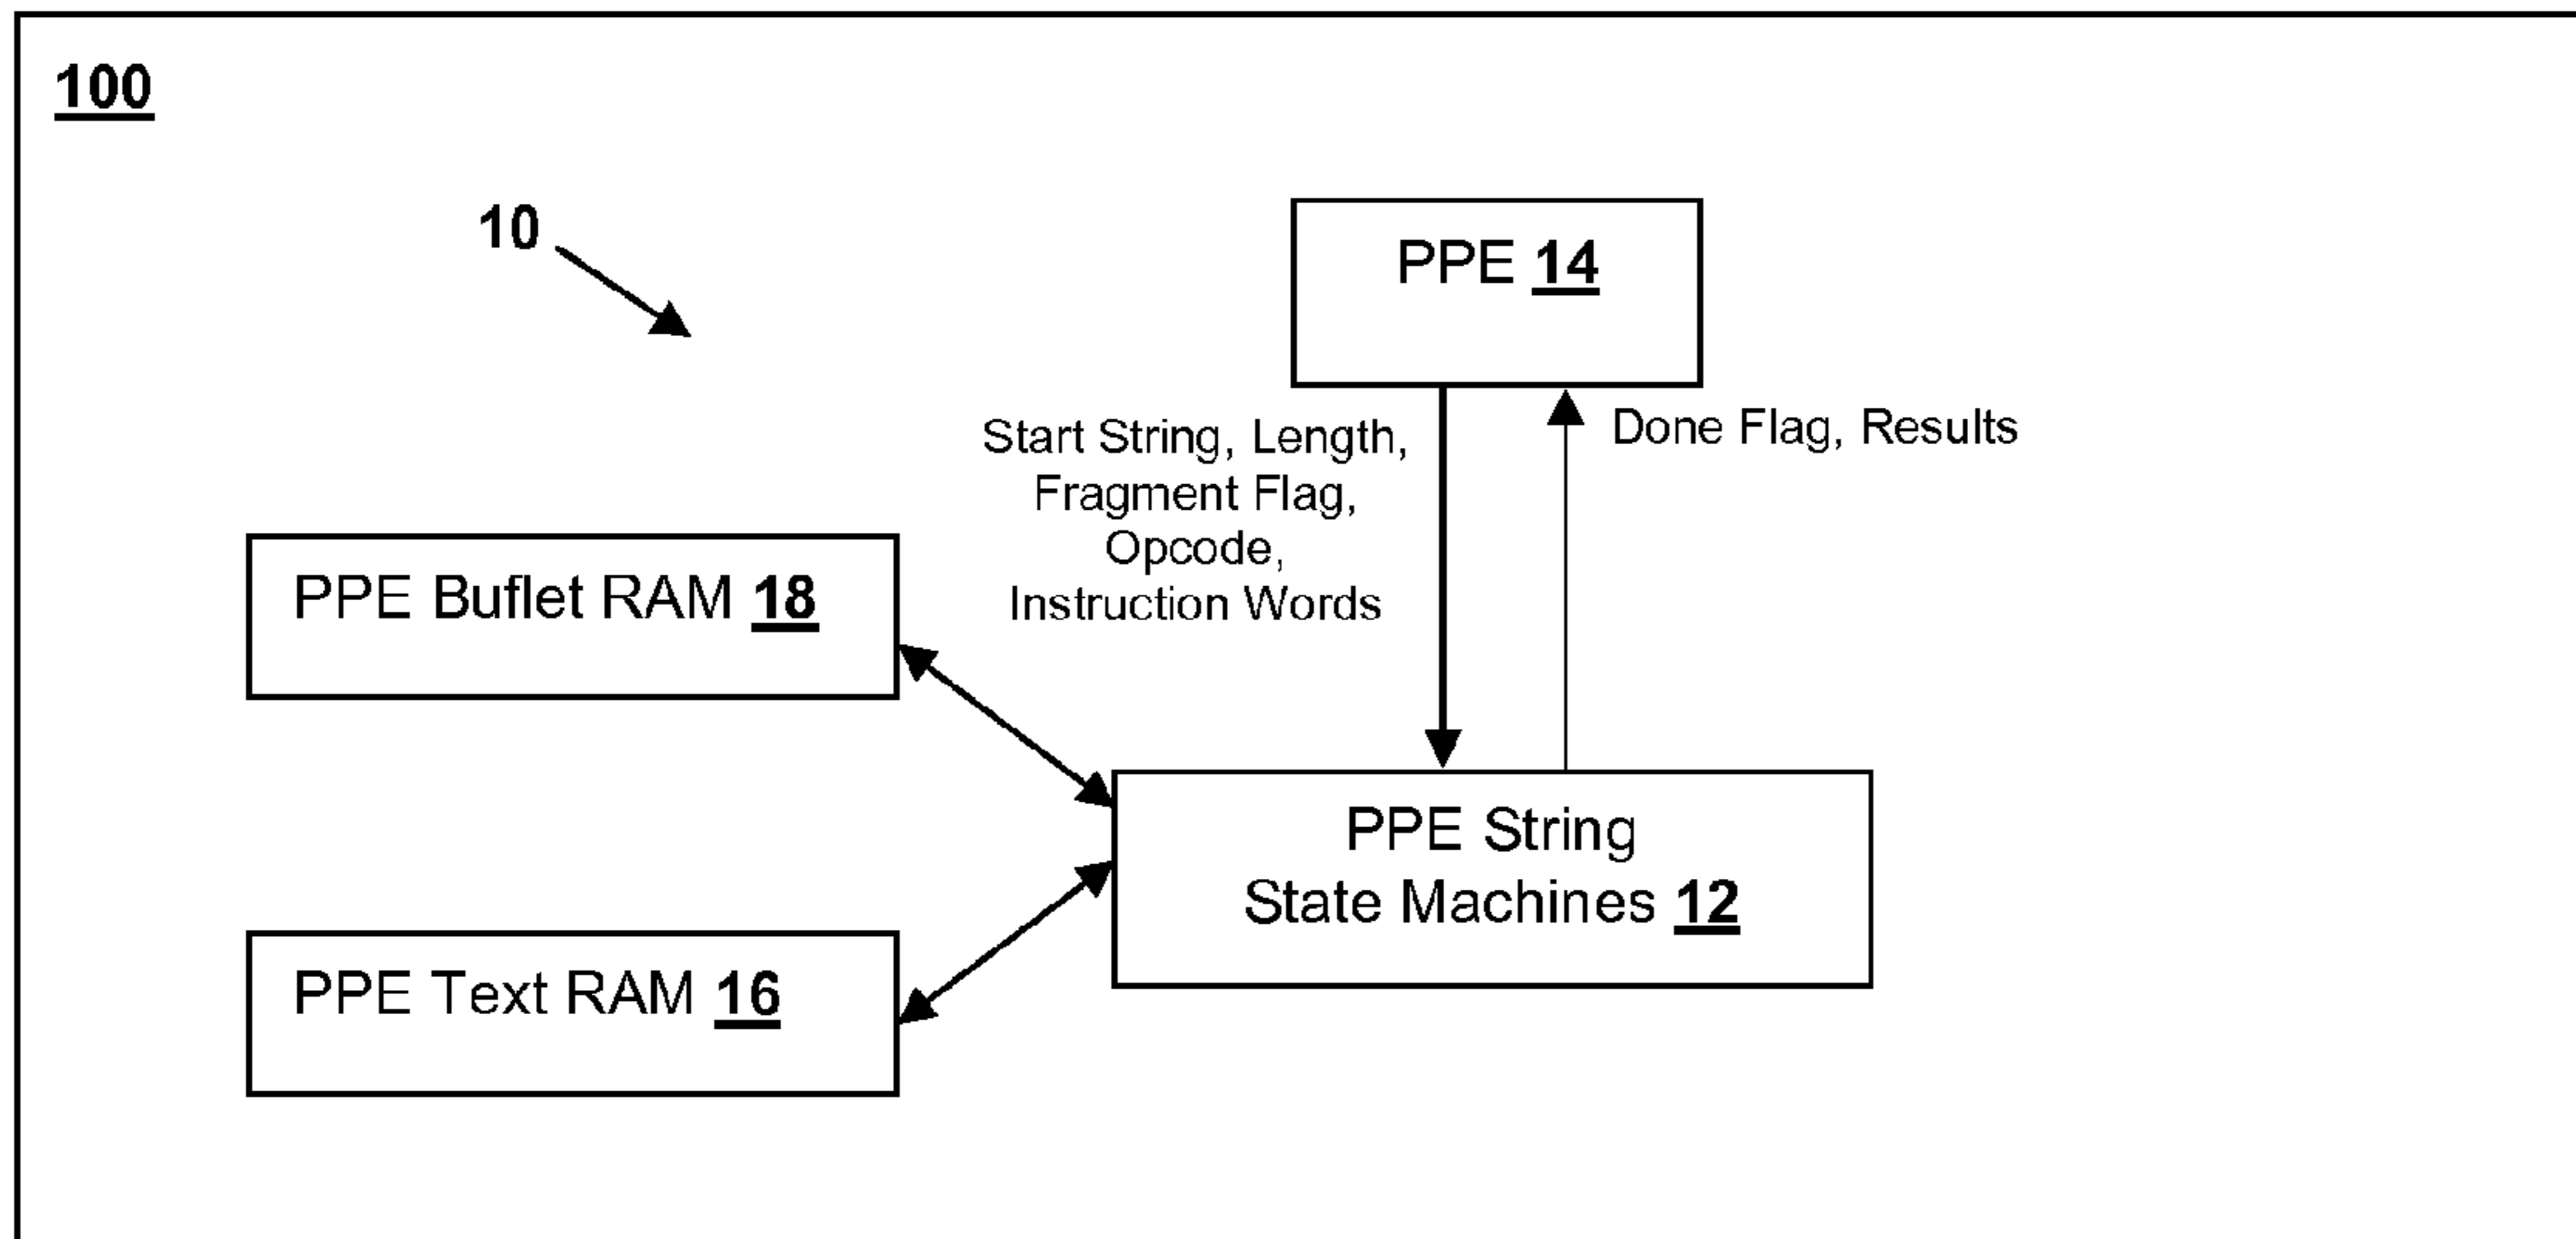 100
10
PPE 14
Start String, Length,
Fragment Flag,
Opcode,
Instruction Words
Done Flag, Results
PPE Buflet RAM 18
PPE String
State Machines 12
PPE Text RAM 16